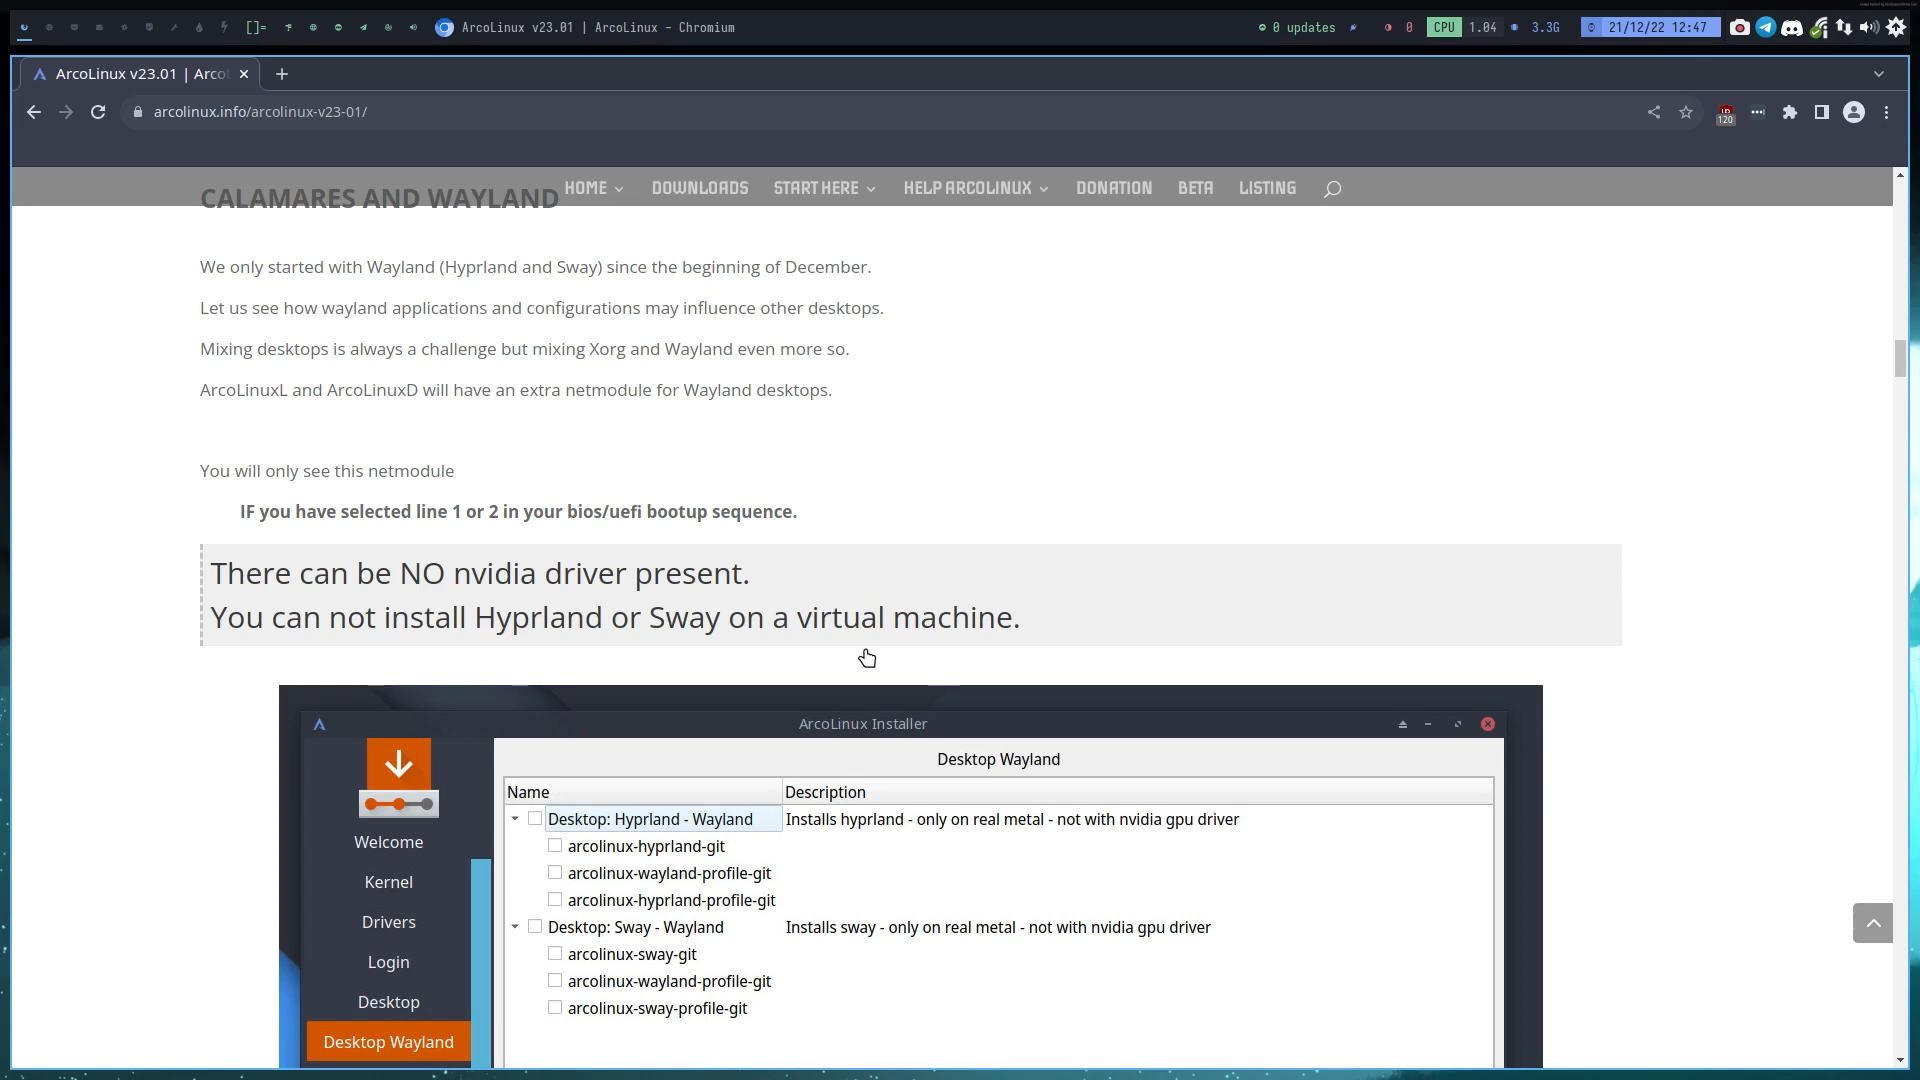 []= ArcoLinux v23.01 | ArcoLinux - Chromium 0 updates 0 CPU 1.04 3.3G 21/12/22 12:47
ArcoLinux v23.01 | Arco
arcolinux.info/arcolinux-v23-01/ 120
HOME DOWNLOADS START HERE HELP ARCOLINUX DONATION BETA LISTING
CALAMARES AND WAYLAND
We only started with Wayland (Hyprland and Sway) since the beginning of December.
Let us see how wayland applications and configurations may influence other desktops.
Mixing desktops is always a challenge but mixing Xorg and Wayland even more so.
ArcoLinuxL and ArcoLinuxD will have an extra netmodule for Wayland desktops.
You will only see this netmodule
IF you have selected line 1 or 2 in your bios/uefi bootup sequence.
There can be NO nvidia driver present.
You can not install Hyprland or Sway on a virtual machine.
ArcoLinux Installer
Desktop Wayland
Name Description
Desktop: Hyprland - Wayland Installs hyprland - only on real metal - not with nvidia gpu driver
arcolinux-hyprland-git
arcolinux-wayland-profile-git
arcolinux-hyprland-profile-git
Desktop: Sway - Wayland Installs sway - only on real metal - not with nvidia gpu driver
arcolinux-sway-git
arcolinux-wayland-profile-git
arcolinux-sway-profile-git
Welcome
Kernel
Drivers
Login
Desktop
Desktop Wayland